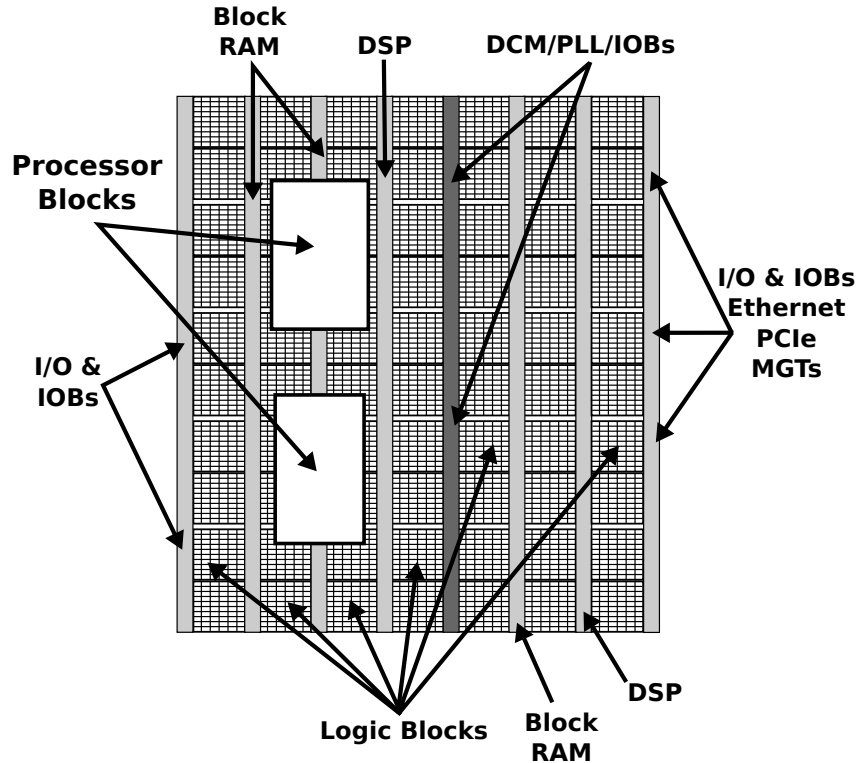 Block
RAM
DSP
DCM/PLL/IOBs
Processor
Blocks
I/O & IOBs
Ethernet
PCIe
MGTs
I/O &
IOBs
DSP
Logic Blocks
Block
RAM